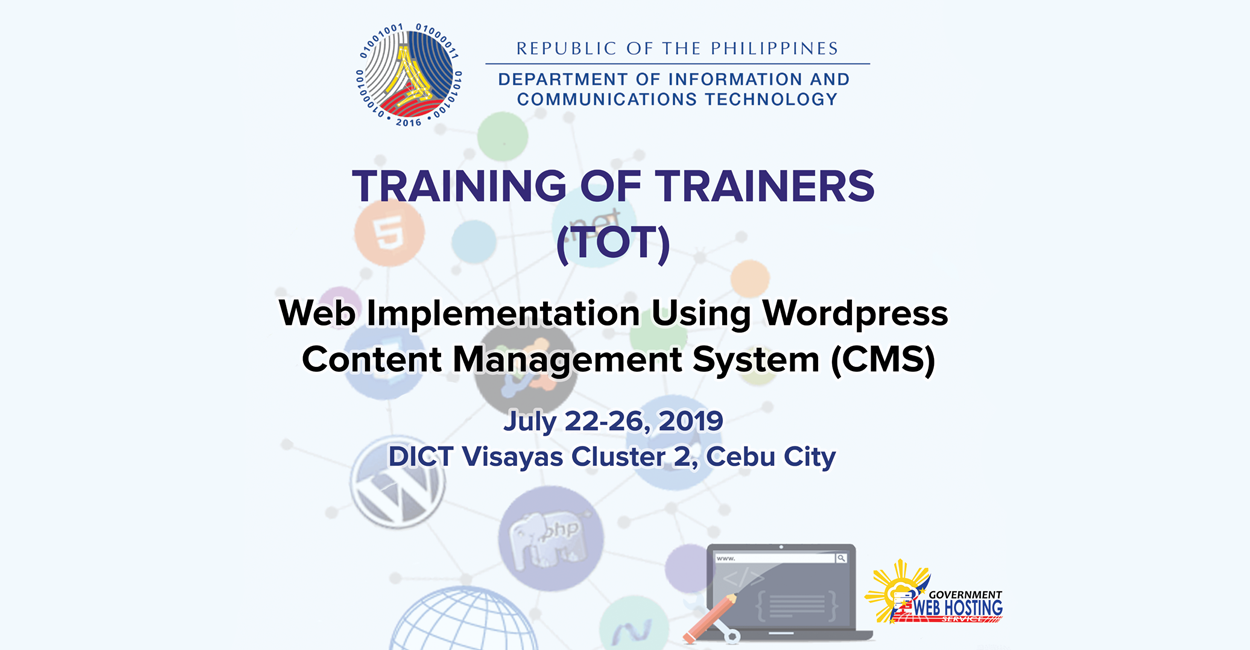 01001001 01000011 01010100 • 2016 • 01000100
REPUBLIC OF THE PHILIPPINES
DEPARTMENT OF INFORMATION AND
COMMUNICATIONS TECHNOLOGY
TRAINING OF TRAINERS
.net
(TOT)
Web Implementation Using Wordpress
Content Management System (CMS)
July 22-26, 2019
DICT Visayas Cluster 2, Cebu City
php
www.
GOVERNMENT
WEB HOSTING
SERVICE